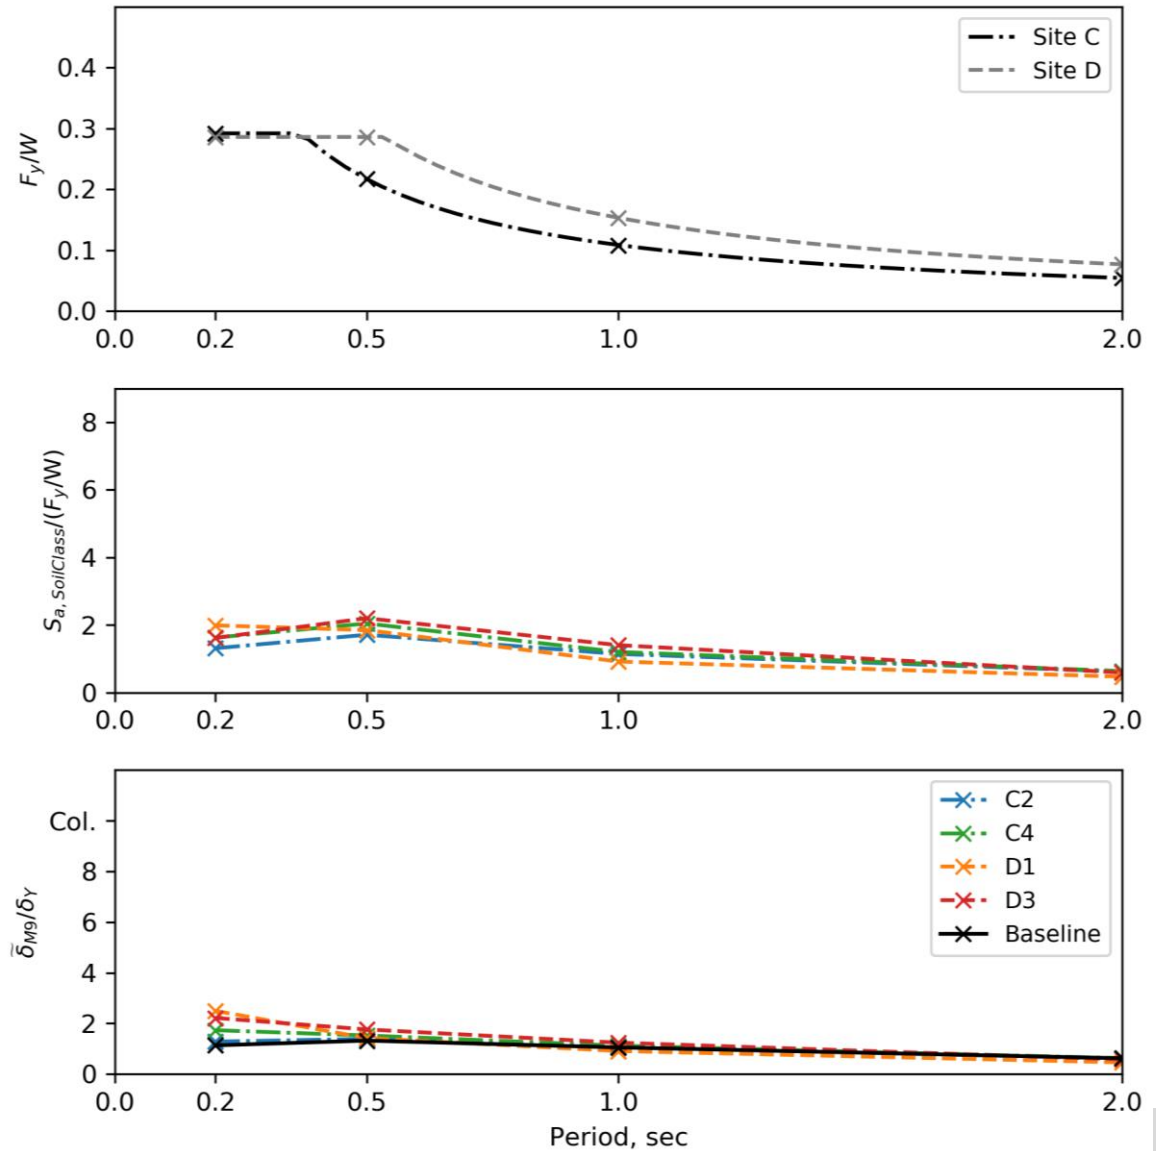 F_y/W
0.4
0.3
0.2
0.1
0.0
Site C
Site D
0.0 0.2 0.5 1.0 2.0
S_a,SoilClass/(F_y/W)
8
6
4
2
0
0.0 0.2 0.5 1.0 2.0
δ̃_M9/δ_Y
Col.
8
6
4
2
0
C2
C4
D1
D3
Baseline
0.0 0.2 0.5 1.0 2.0
Period, sec